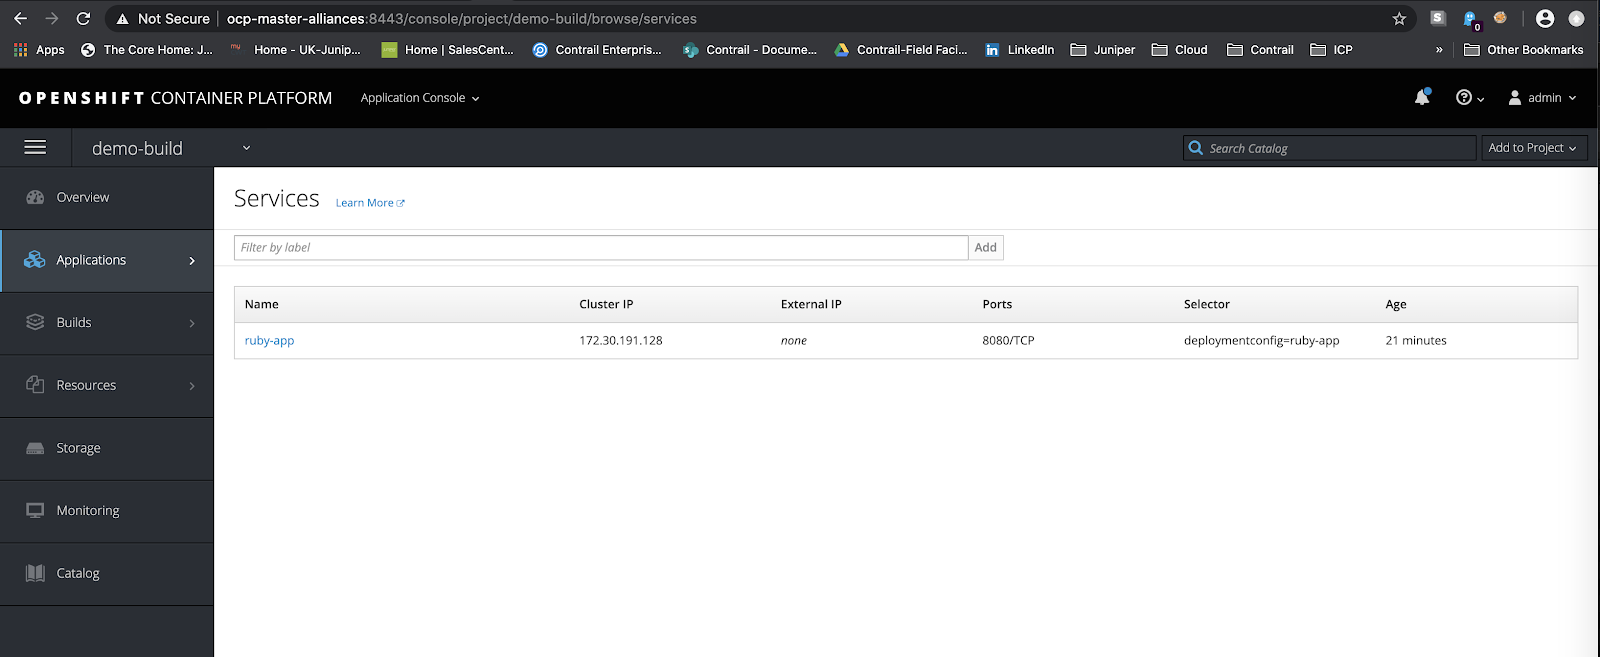 Not Secure ocp-master-alliances:8443/console/project/demo-build/browse/services S 0
Apps The Core Home: J... my Home - UK-Junip... Home | SalesCent... Contrail Enterpris... Contrail - Docume... Contrail-Field Faci... in LinkedIn Juniper Cloud Contrail ICP » Other Bookmarks
OPENSHIFT CONTAINER PLATFORM Application Console admin
demo-build Search Catalog Add to Project
Overview
Applications
Builds
Resources
Storage
Monitoring
Catalog
Services Learn More
Filter by label Add
Name Cluster IP External IP Ports Selector Age
ruby-app 172.30.191.128 none 8080/TCP deploymentconfig=ruby-app 21 minutes